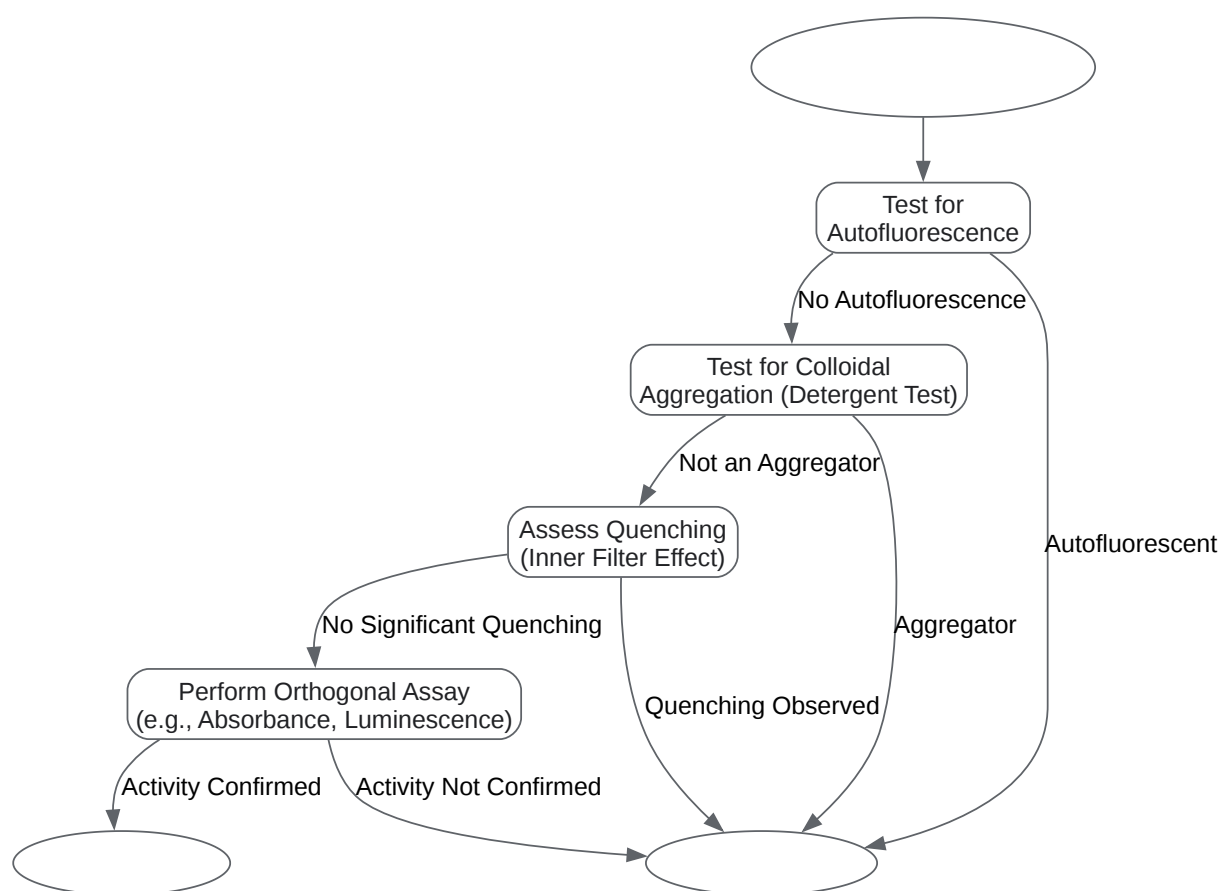 Test for
Autofluorescence
No Autofluorescence
Test for Colloidal
Aggregation (Detergent Test)
Not an Aggregator
Assess Quenching
(Inner Filter Effect)
Autofluorescent
No Significant Quenching
Aggregator
Perform Orthogonal Assay
(e.g., Absorbance, Luminescence)
Quenching Observed
Activity Confirmed
Activity Not Confirmed